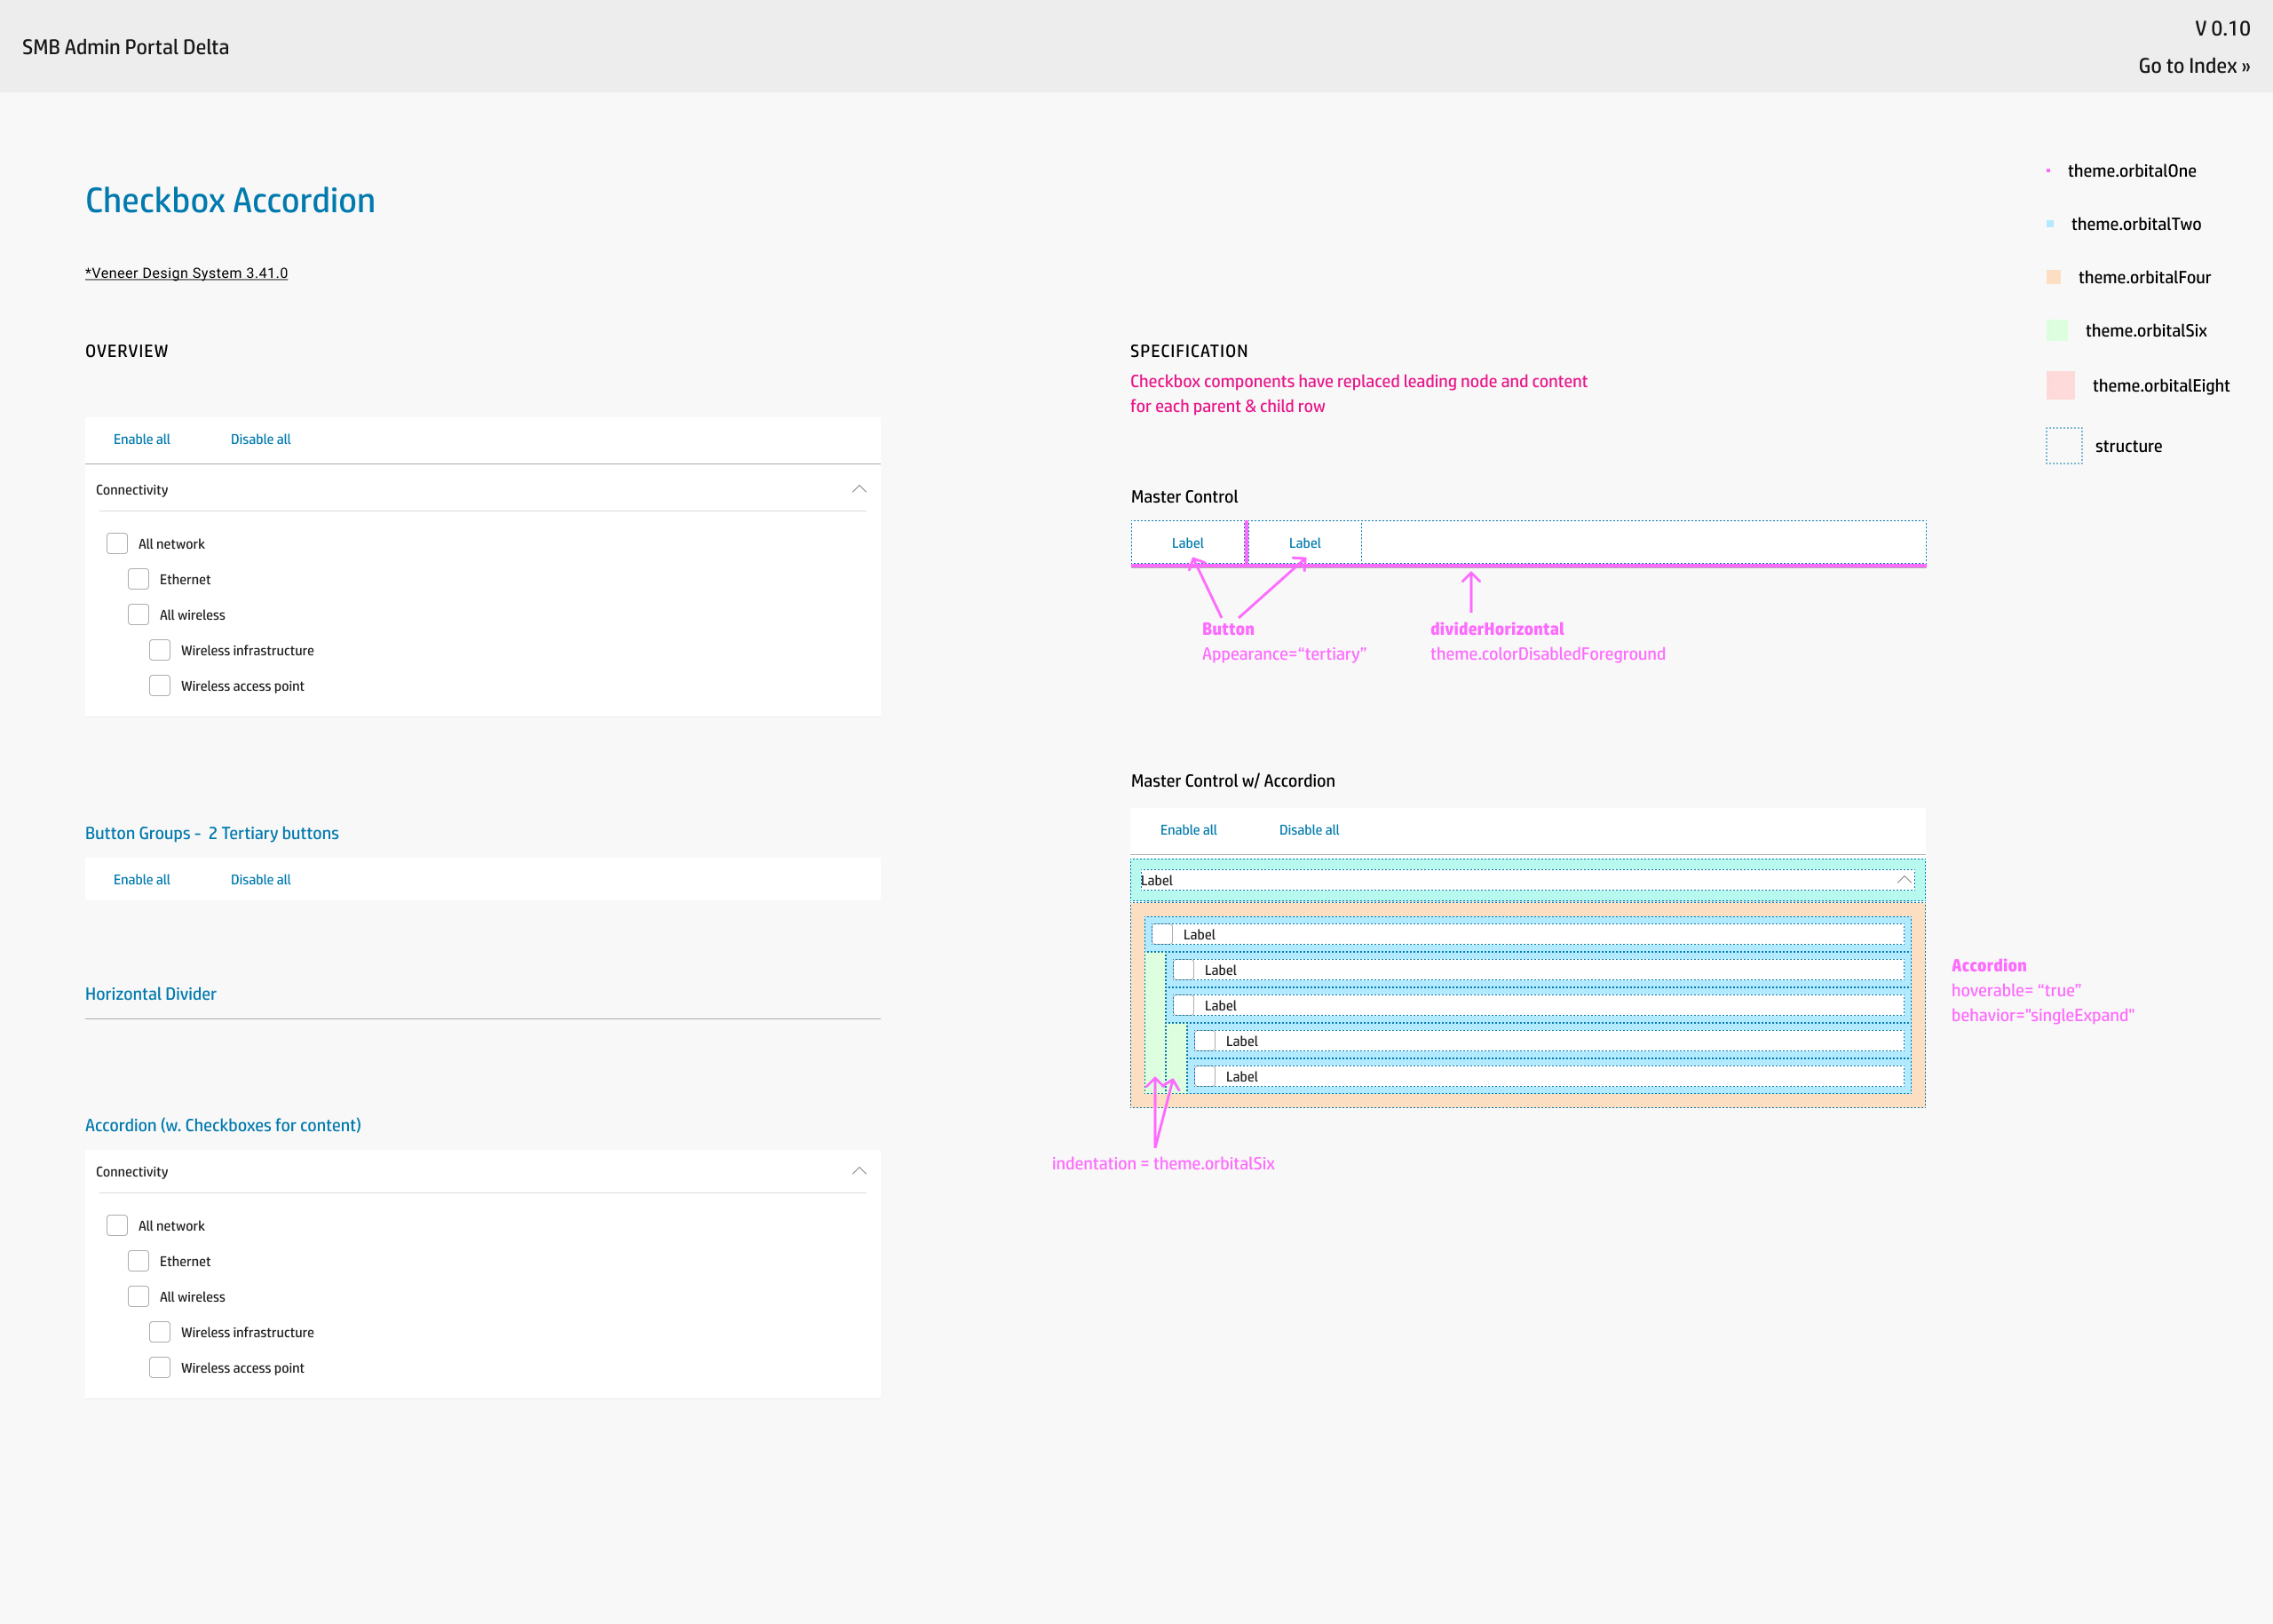 SMB Admin Portal Delta
V 0.10
Go to Index »
Checkbox Accordion
*Veneer Design System 3.41.0
OVERVIEW
Enable all
Disable all
Connectivity
All network
Ethernet
All wireless
Wireless infrastructure
Wireless access point
Button Groups - 2 Tertiary buttons
Enable all
Disable all
Horizontal Divider
Accordion (w. Checkboxes for content)
Connectivity
All network
Ethernet
All wireless
Wireless infrastructure
Wireless access point
SPECIFICATION
Checkbox components have replaced leading node and content
for each parent & child row
Master Control
Label
Label
Button
Appearance=“tertiary”
dividerHorizontal
theme.colorDisabledForeground
Master Control w/ Accordion
Enable all
Disable all
Label
Label
Label
Label
Label
Label
indentation = theme.orbitalSix
Accordion
hoverable= “true”
behavior="singleExpand"
theme.orbitalOne
theme.orbitalTwo
theme.orbitalFour
theme.orbitalSix
theme.orbitalEight
structure